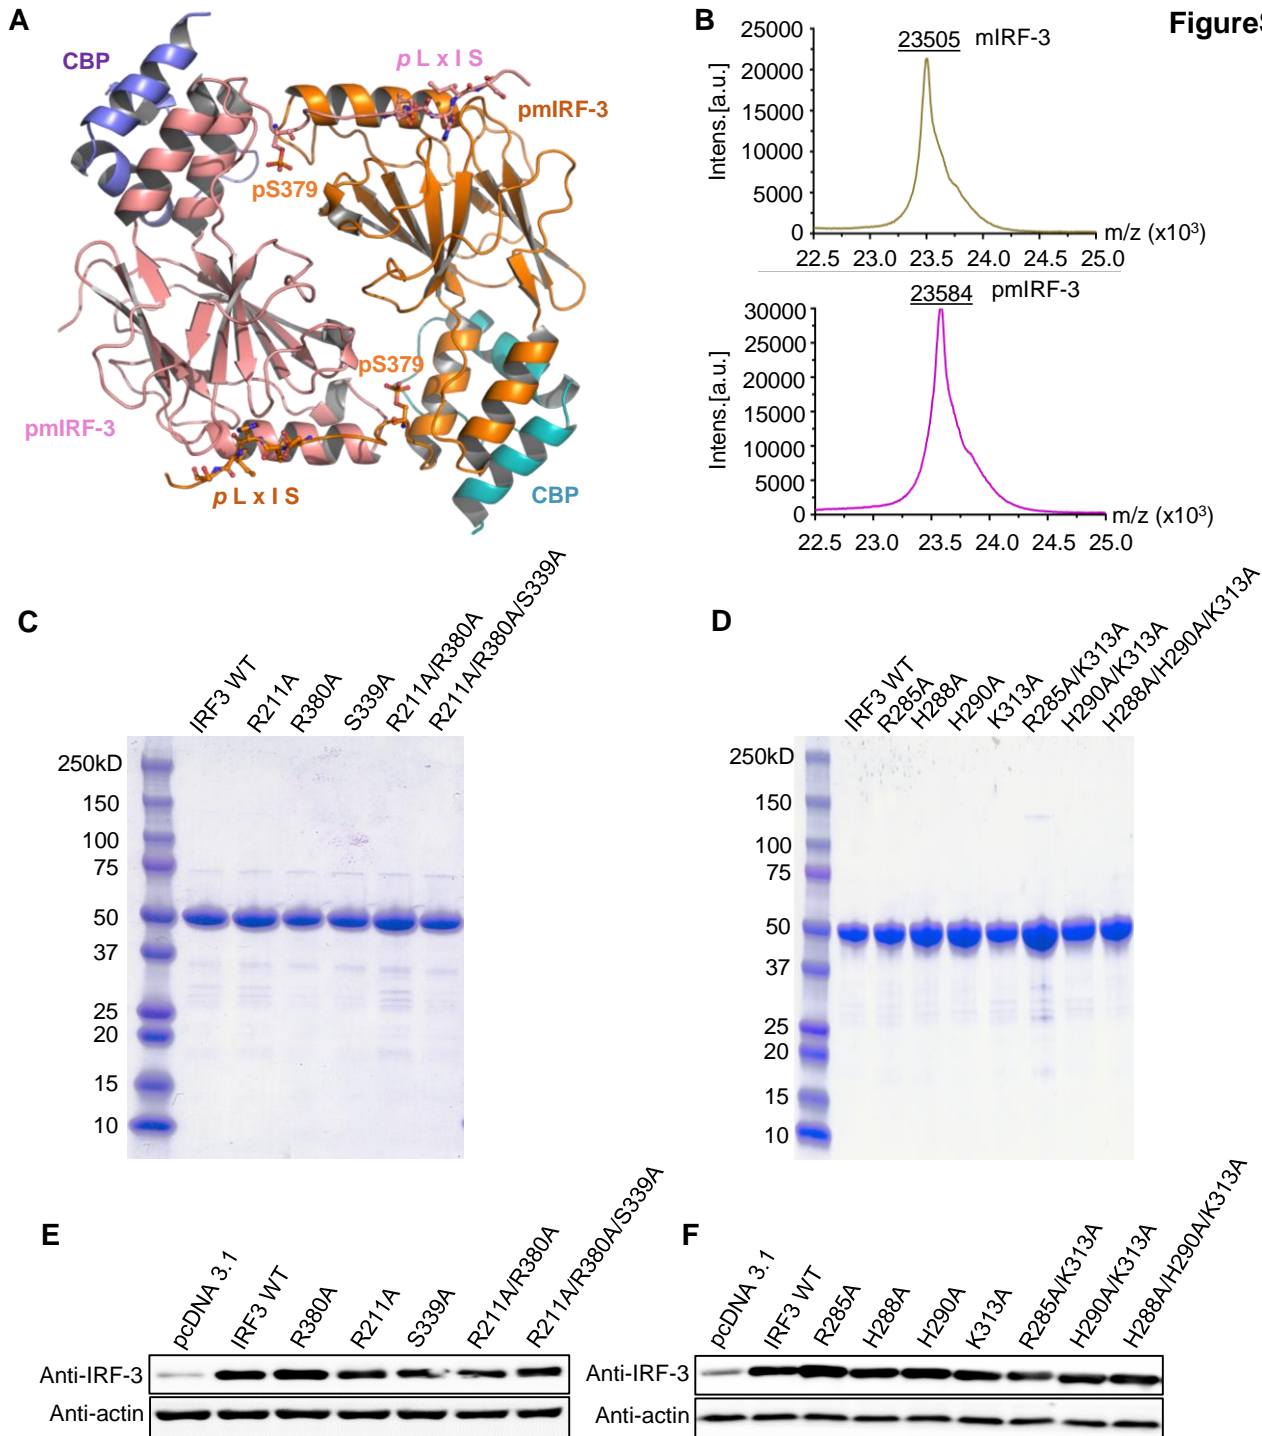 A
CBP
p L x I S
pmIRF-3
pS379
pS379
pmIRF-3
p L x I S
CBP
B
FigureS
23505 mIRF-3
Intens.[a.u.]
25000
20000
15000
10000
5000
0
m/z (x10³)
22.5 23.0 23.5 24.0 24.5 25.0
23584 pmIRF-3
Intens.[a.u.]
30000
25000
20000
15000
10000
5000
0
m/z (x10³)
22.5 23.0 23.5 24.0 24.5 25.0
C
IRF3 WT
R211A
R380A
S339A
R211A/R380A
R211A/R380A/S339A
250kD
150
100
75
50
37
25
20
15
10
D
IRF3 WT
R285A
H288A
H290A
K313A
R285A/K313A
H290A/K313A
H288A/H290A/K313A
250kD
150
100
75
50
37
25
20
15
10
E
pcDNA 3.1
IRF3 WT
R380A
R211A
S339A
R211A/R380A
R211A/R380A/S339A
Anti-IRF-3
Anti-actin
F
pcDNA 3.1
IRF3 WT
R285A
H288A
H290A
K313A
R285A/K313A
H290A/K313A
H288A/H290A/K313A
Anti-IRF-3
Anti-actin